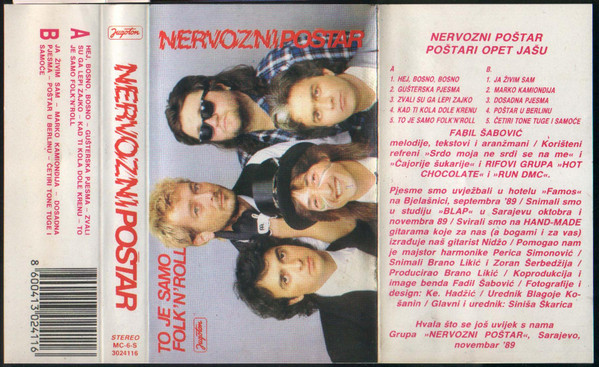 A
HEJ, BOSNO, BOSNO – GUŠTERSKA PJESMA – ZVALI
SU GA LEPI ZAJKO – KAD TI KOLA DOLE KRENU – TO
JE SAMO FOLK'N'ROLL
B
JA ŽIVIM SAM – MARKO KAMIONDIJA – DOSADNA
PJESMA – POŠTAR U BERLINU – ČETIRI TONE TUGE I
SAMOĆE
8600413024116
Jugoton
NERVOZNI POŠTAR
STEREO
MC-6-S
3024116
NERVOZNI POŠTAR
TO JE SAMO
FOLK'N'ROLL
Jugoton
NERVOZNI POŠTAR
POŠTARI OPET JAŠU
A
1. HEJ, BOSNO, BOSNO
2. GUŠTERSKA PJESMA
3. ZVALI SU GA LEPI ZAJKO
4. KAD TI KOLA DOLE KRENU
5. TO JE SAMO FOLK'N'ROLL
B.
1. JA ŽIVIM SAM
2. MARKO KAMIONDIJA
3. DOSADNA PJESMA
4. POŠTAR U BERLINU
5. ČETIRI TONE TUGE I SAMOĆE
FABIL ŠABOVIĆ
melodije, tekstovi i aranžmani / Korišteni
refreni »Srdo moja ne srdi se na me« i
»Čajorije šukarije« i RIFOVI GRUPA »HOT
CHOCOLATE« i »RUN DMC«.
Pjesme smo uvježbali u hotelu »Famos«
na Bjelašnici, septembra '89 / Snimali smo
u studiju »BLAP« u Sarajevu oktobra i
novembra 89 / Svirali smo na HAND-MADE
gitarama koje za nas (a bogami i za vas)
izrađuje naš gitarist Nidžo / Pomogao nam
je majstor harmonike Perica Simonović /
Snimali Brano Likić i Zoran Šerbedžija /
Producirao Brano Likić / Koprodukcija i
image benda Fadil Šabović / Fotografije i
design: Ke. Hadžić / Urednik Blagoje Ko-
šanin / Glavni i urednik: Siniša Škarica
Hvala što se još uvijek s nama
Grupa »NERVOZNI POŠTAR«, Sarajevo,
novembar '89